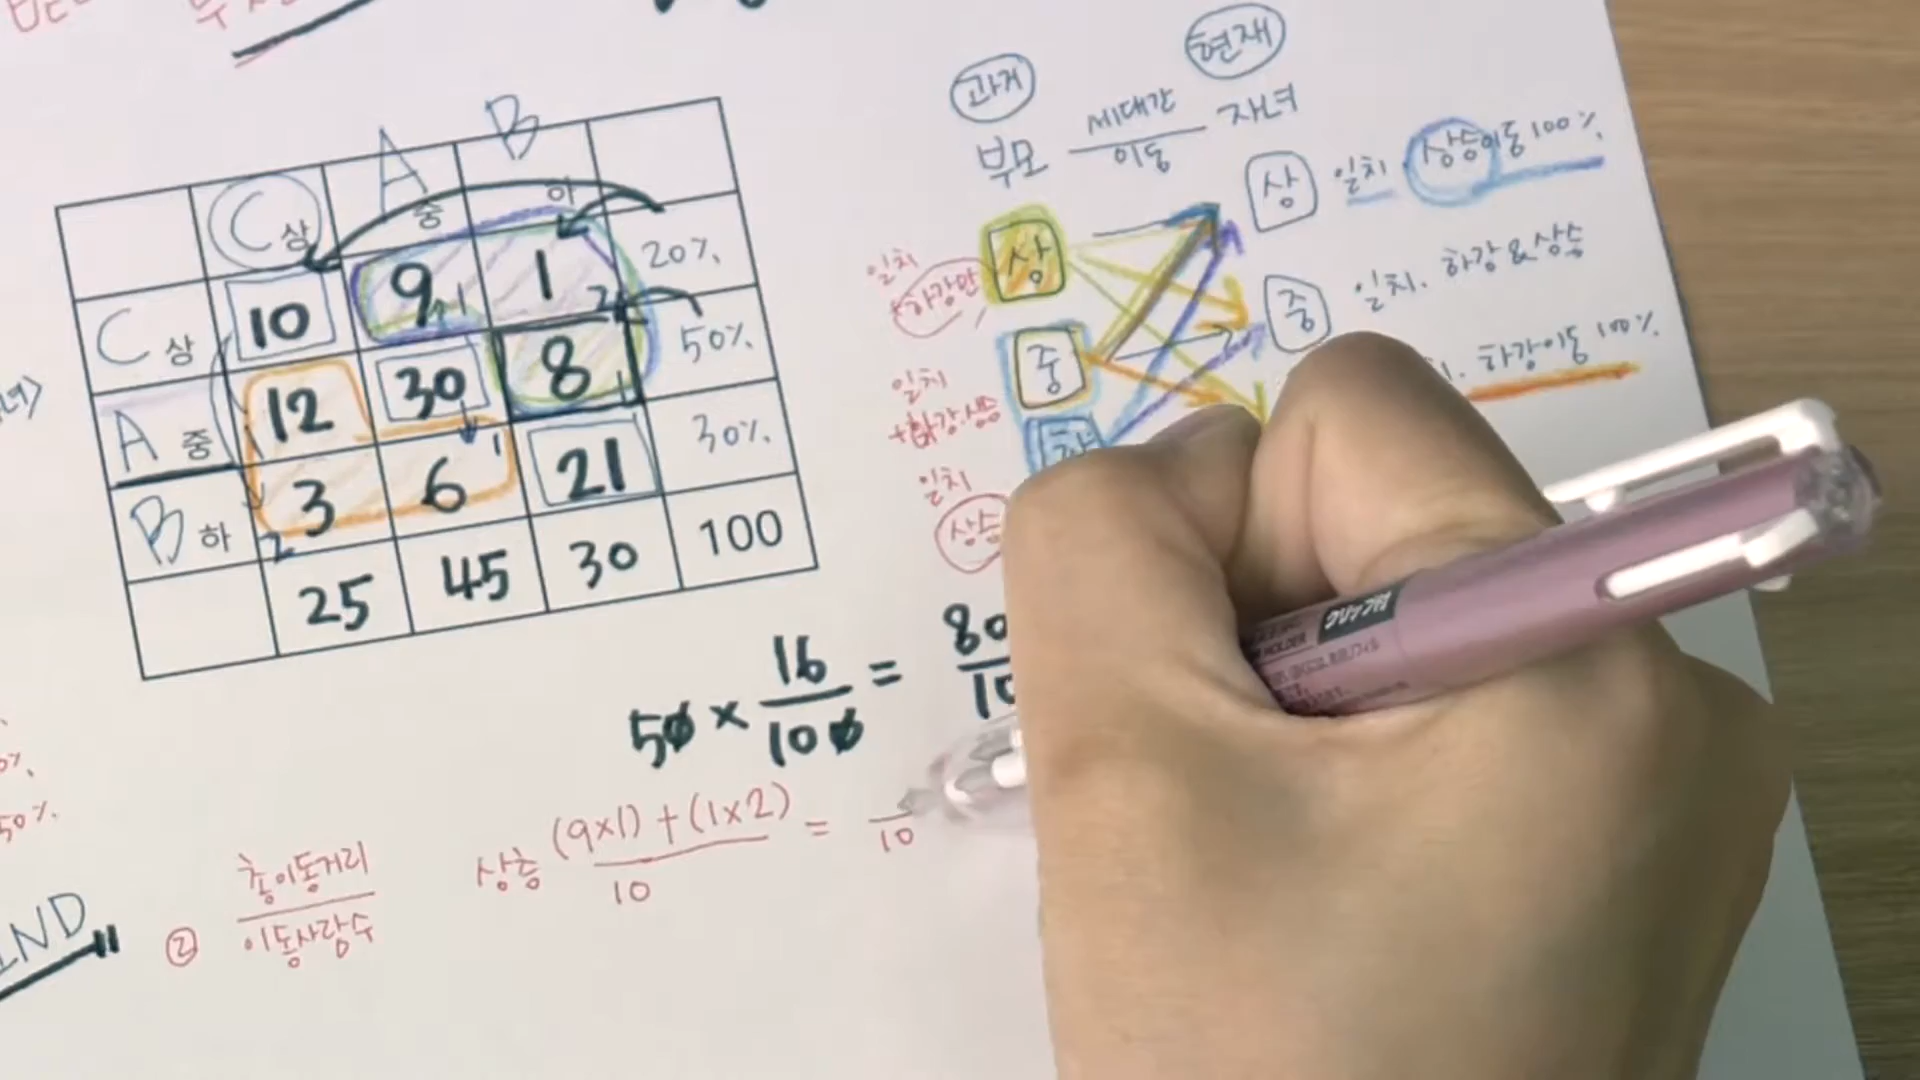 과거
현재
부모 세대간 이동 자녀
상 일치 상승이동 100%
중 일치. 하강 & 상승
하강이동 100%
상
일치
+하강만
중
일치
+하강.상승
하
일치
상승
C A B
상 중 하
C 상 10 9 1 20%
A 중 12 30 8 50%
B 하 3 6 21 30%
25 45 30 100
50 × 16/100 = 80/10
50%.
② 총이동거리/이동사람수
상층 (9×1) + (1×2) / 10 = /10